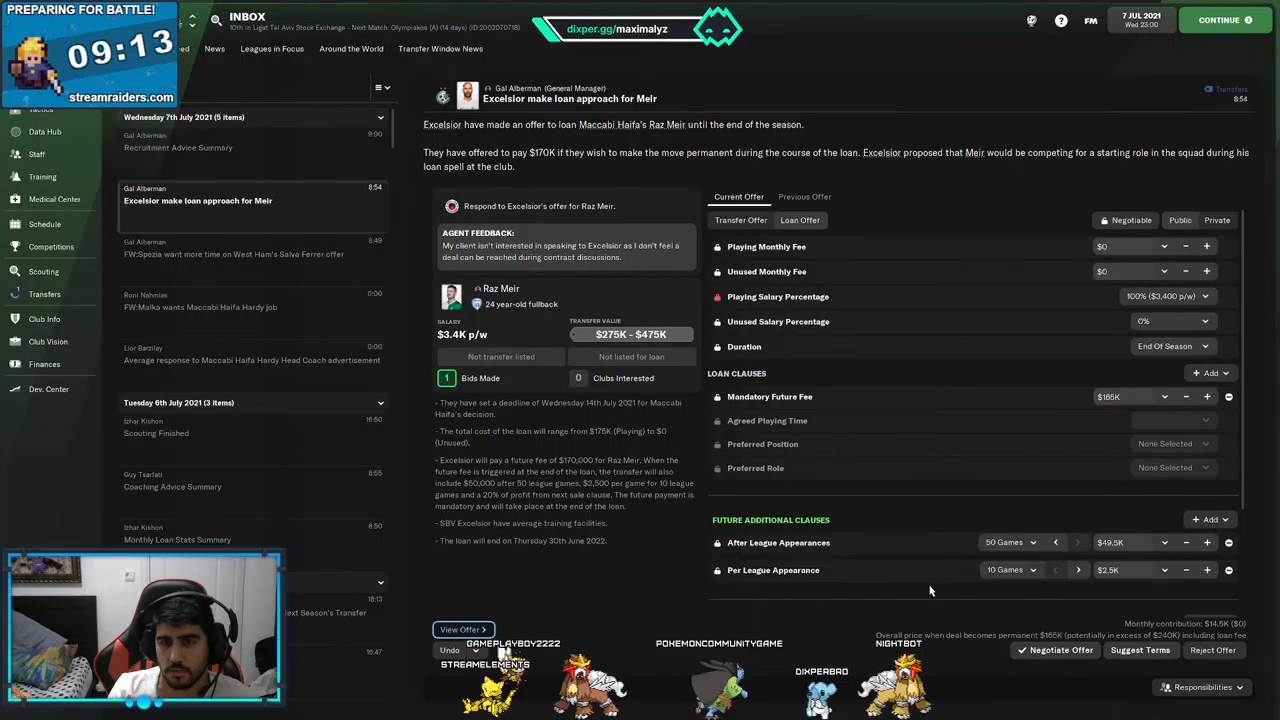 PREPARING FOR BATTLE!
09:13
streamraiders.com
INBOX
10th in Ligat Tel Aviv Stock Exchange - Next Match: Olympiakos (A) (14 days) (ID:2002070718)
dixper.gg/maximalyz
FM
7 JUL 2021
Wed 23:00
CONTINUE
News
Leagues in Focus
Around the World
Transfer Window News
Tactics
Data Hub
Staff
Training
Medical Center
Schedule
Competitions
Scouting
Transfers
Club Info
Club Vision
Finances
Dev. Center
Wednesday 7th July 2021 (5 items)
Gal Alberman
9:00
Recruitment Advice Summary
Gal Alberman
8:54
Excelsior make loan approach for Meir
Gal Alberman
8:49
FW:Spezia want more time on West Ham's Salva Ferrer offer
Roni Nahmias
0:00
FW:Malka wants Maccabi Haifa Hardy job
Lior Barzilay
0:00
Average response to Maccabi Haifa Hardy Head Coach advertisement
Tuesday 6th July 2021 (3 items)
Izhar Kishon
16:50
Scouting Finished
Guy Tsarfati
8:55
Coaching Advice Summary
Izhar Kishon
8:50
Monthly Loan Stats Summary
18:13
Next Season's Transfer
16:47
Gal Alberman (General Manager)
Excelsior make loan approach for Meir
Transfers
8:54
Excelsior have made an offer to loan Maccabi Haifa's Raz Meir until the end of the season.
They have offered to pay $170K if they wish to make the move permanent during the course of the loan. Excelsior proposed that Meir would be competing for a starting role in the squad during his
loan spell at the club.
Respond to Excelsior's offer for Raz Meir.
AGENT FEEDBACK:
My client isn't interested in speaking to Excelsior as I don't feel a
deal can be reached during contract discussions.
Raz Meir
24 year-old fullback
SALARY
TRANSFER VALUE
$3.4K p/w
$275K - $475K
Not transfer listed
Not listed for loan
1
Bids Made
0
Clubs Interested
- They have set a deadline of Wednesday 14th July 2021 for Maccabi
Haifa's decision.
- The total cost of the loan will range from $175K (Playing) to $0
(Unused).
- Excelsior will pay a future fee of $170,000 for Raz Meir. When the
future fee is triggered at the end of the loan, the transfer will also
include $50,000 after 50 league games, $2,500 per game for 10 league
games and a 20% of profit from next sale clause. The future payment is
mandatory and will take place at the end of the loan.
- SBV Excelsior have average training facilities.
- The loan will end on Thursday 30th June 2022.
View Offer
Undo
Current Offer
Previous Offer
Transfer Offer
Loan Offer
Negotiable
Public
Private
Playing Monthly Fee
$0
Unused Monthly Fee
$0
Playing Salary Percentage
100% ($3,400 p/w)
Unused Salary Percentage
0%
Duration
End Of Season
LOAN CLAUSES
Add
Mandatory Future Fee
$165K
Agreed Playing Time
Preferred Position
None Selected
Preferred Role
None Selected
FUTURE ADDITIONAL CLAUSES
Add
After League Appearances
50 Games
$49.5K
Per League Appearance
10 Games
$2.5K
Monthly contribution: $14.5K ($0)
Overall price when deal becomes permanent $165K (potentially in excess of $240K) including loan fee
Negotiate Offer
Suggest Terms
Reject Offer
Responsibilities
GAMEPLAYBOY2222
STREAMELEMENTS
POKEMONCOMMUNITYGAME
DIXPERBRO
NIGHTBOT